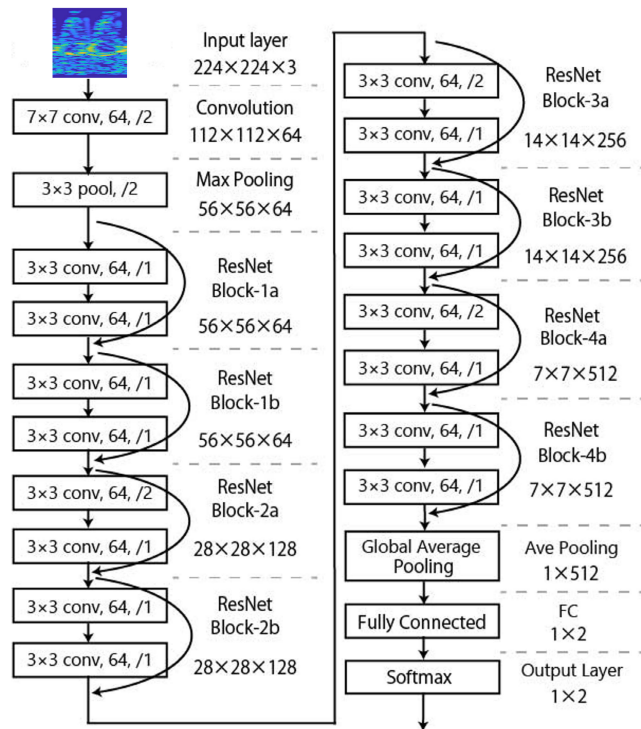 Input layer
224×224×3
7×7 conv, 64, /2
Convolution
112×112×64
3×3 pool, /2
Max Pooling
56×56×64
3×3 conv, 64, /1
3×3 conv, 64, /1
ResNet
Block-1a
56×56×64
3×3 conv, 64, /1
3×3 conv, 64, /1
ResNet
Block-1b
56×56×64
3×3 conv, 64, /2
3×3 conv, 64, /1
ResNet
Block-2a
28×28×128
3×3 conv, 64, /1
3×3 conv, 64, /1
ResNet
Block-2b
28×28×128
3×3 conv, 64, /2
3×3 conv, 64, /1
ResNet
Block-3a
14×14×256
3×3 conv, 64, /1
3×3 conv, 64, /1
ResNet
Block-3b
14×14×256
3×3 conv, 64, /2
3×3 conv, 64, /1
ResNet
Block-4a
7×7×512
3×3 conv, 64, /1
3×3 conv, 64, /1
ResNet
Block-4b
7×7×512
Global Average
Pooling
Ave Pooling
1×512
Fully Connected
FC
1×2
Softmax
Output Layer
1×2